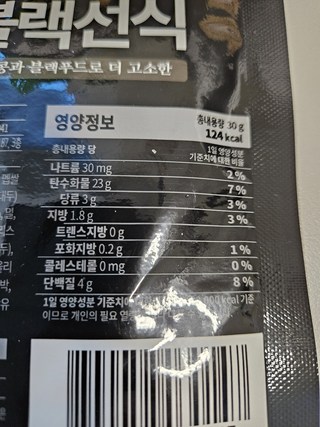 블랙선식
콩과 블랙푸드로 더 고소한
영양정보
총내용량 30 g
124 kcal
총내용량 당
1일 영양성분
기준치에 대한 비율
나트륨 30 mg 2%
탄수화물 23 g 7%
당류 3 g 3%
지방 1.8 g 3%
트랜스지방 0 g
포화지방 0.2 g 1%
콜레스테롤 0 mg 0%
단백질 4 g 8%
1일 영양성분 기준치에 kcal 기준
이므로 개인의 필요